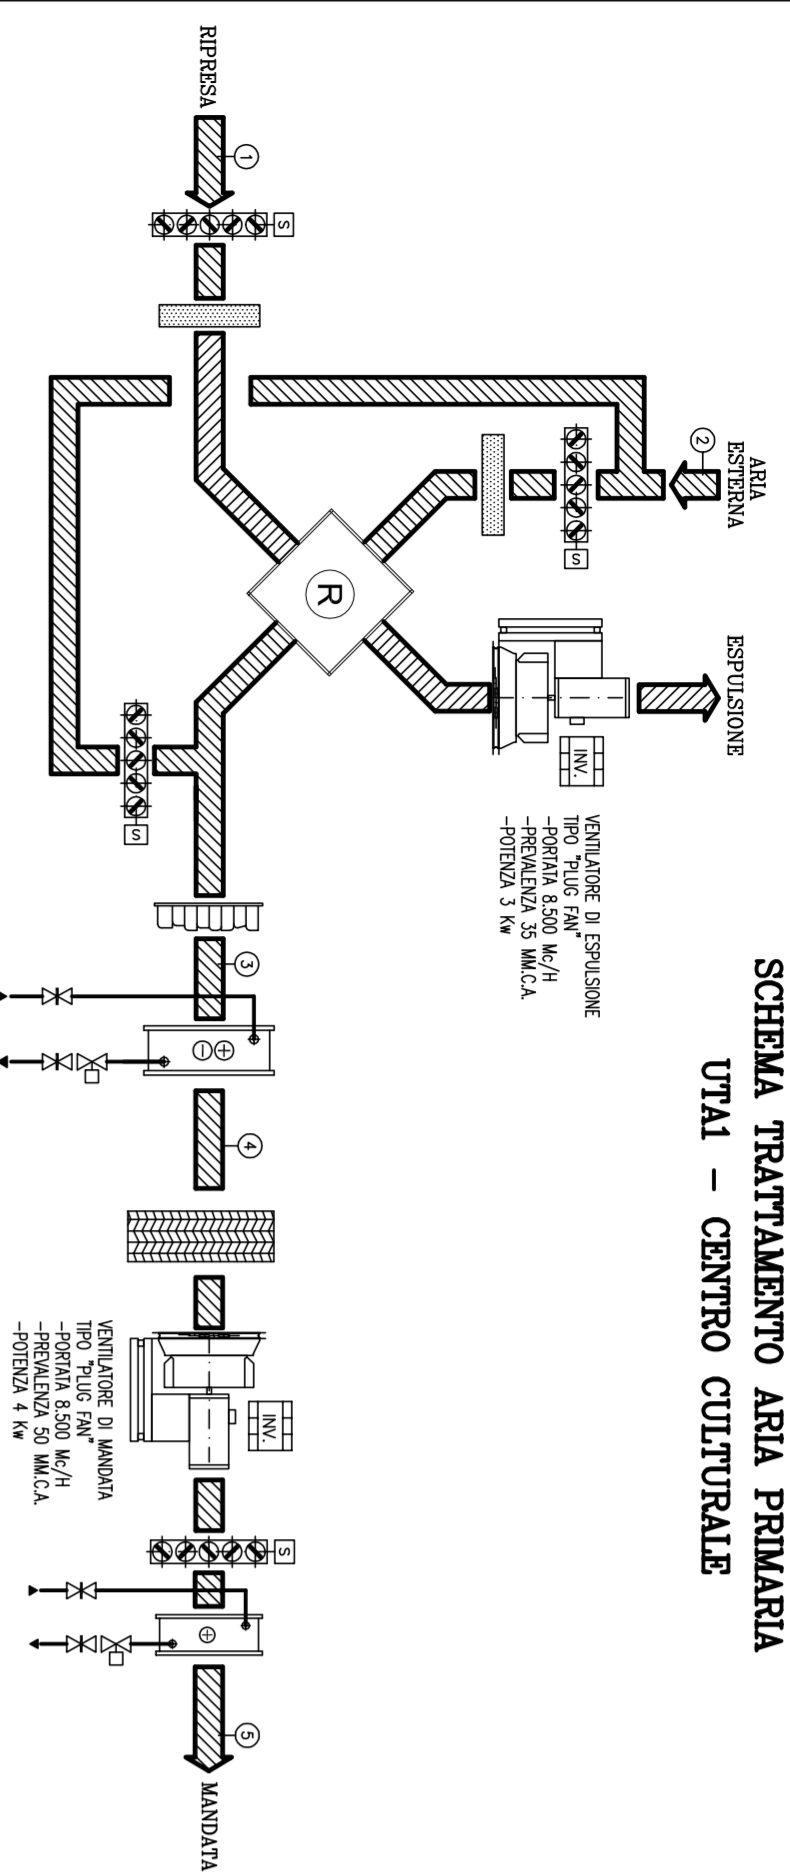 SCHEMA TRATTAMENTO ARIA PRIMARIA
UTA1 - CENTRO CULTURALE
ARIA
ESTERNA
2
ESPULSIONE
S
INV.
VENTILATORE DI ESPULSIONE
TIPO "PLUG FAN"
-PORTATA 8.500 Mc/H
-PREVALENZA 35 MM.C.A.
-POTENZA 3 Kw
R
RIPRESA
1
S
S
3
4
INV.
S
5
MANDATA
VENTILATORE DI MANDATA
TIPO "PLUG FAN"
-PORTATA 8.500 Mc/H
-PREVALENZA 50 MM.C.A.
-POTENZA 4 Kw